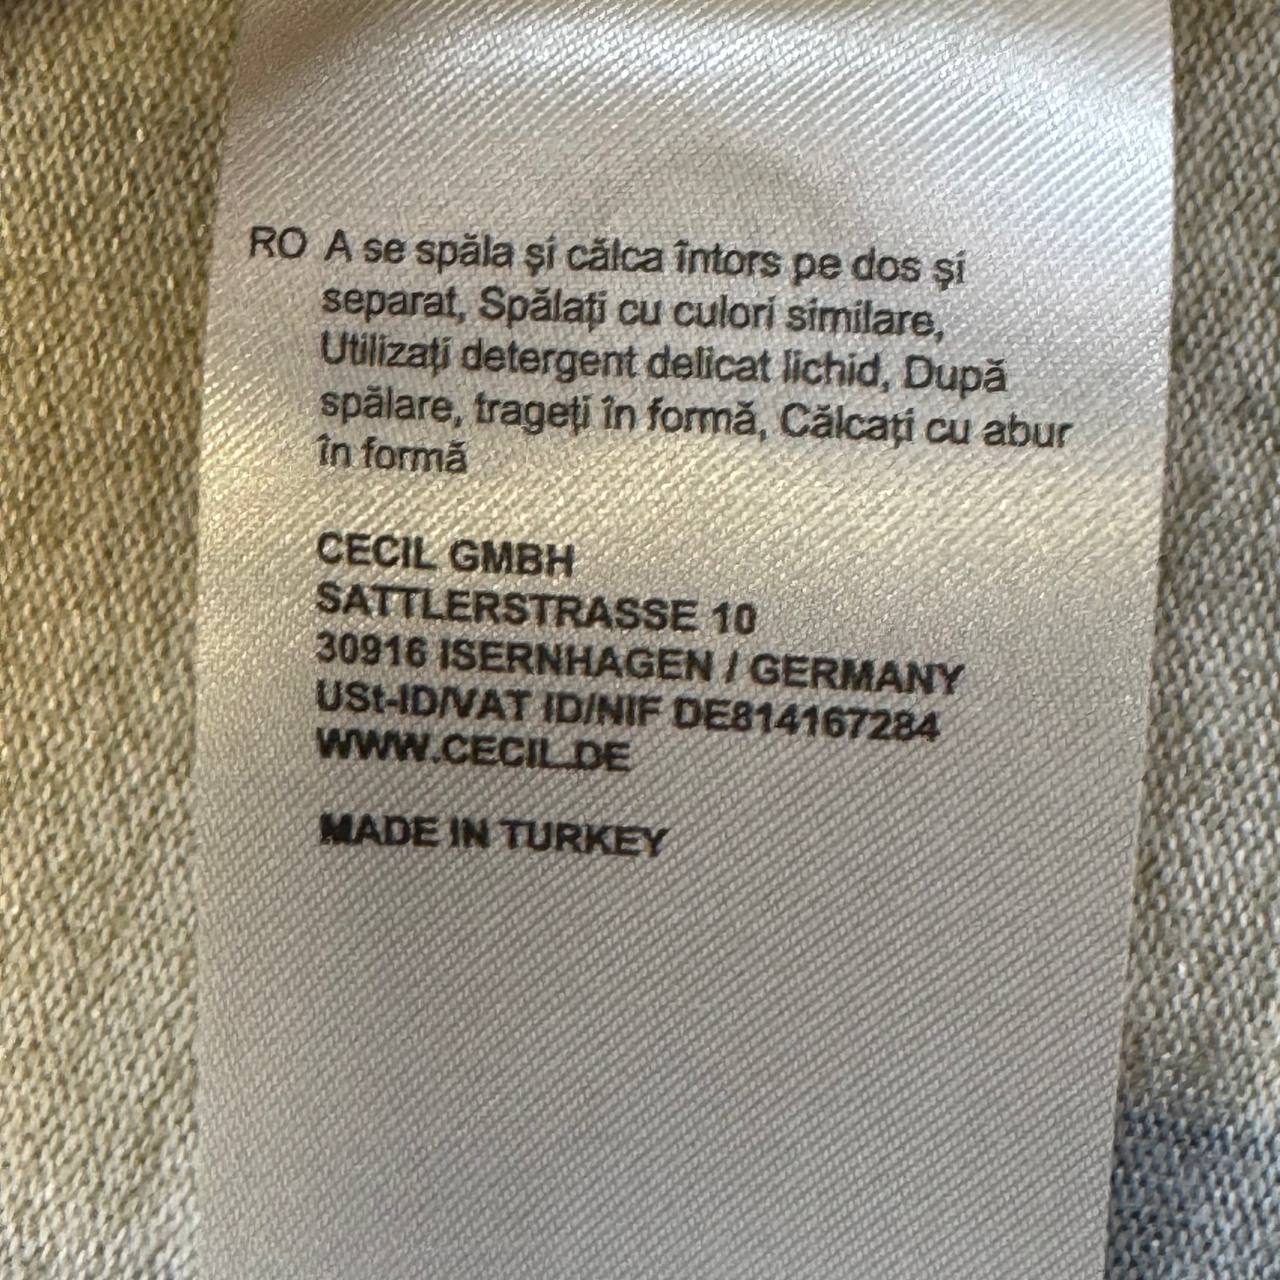 RO A se spăla și călca întors pe dos și
separat, Spălați cu culori similare,
Utilizați detergent delicat lichid, După
spălare, trageți în formă, Călcați cu abur
în formă
CECIL GMBH
SATTLERSTRASSE 10
30916 ISERNHAGEN / GERMANY
USt-ID/VAT ID/NIF DE814167284
WWW.CECIL.DE
MADE IN TURKEY